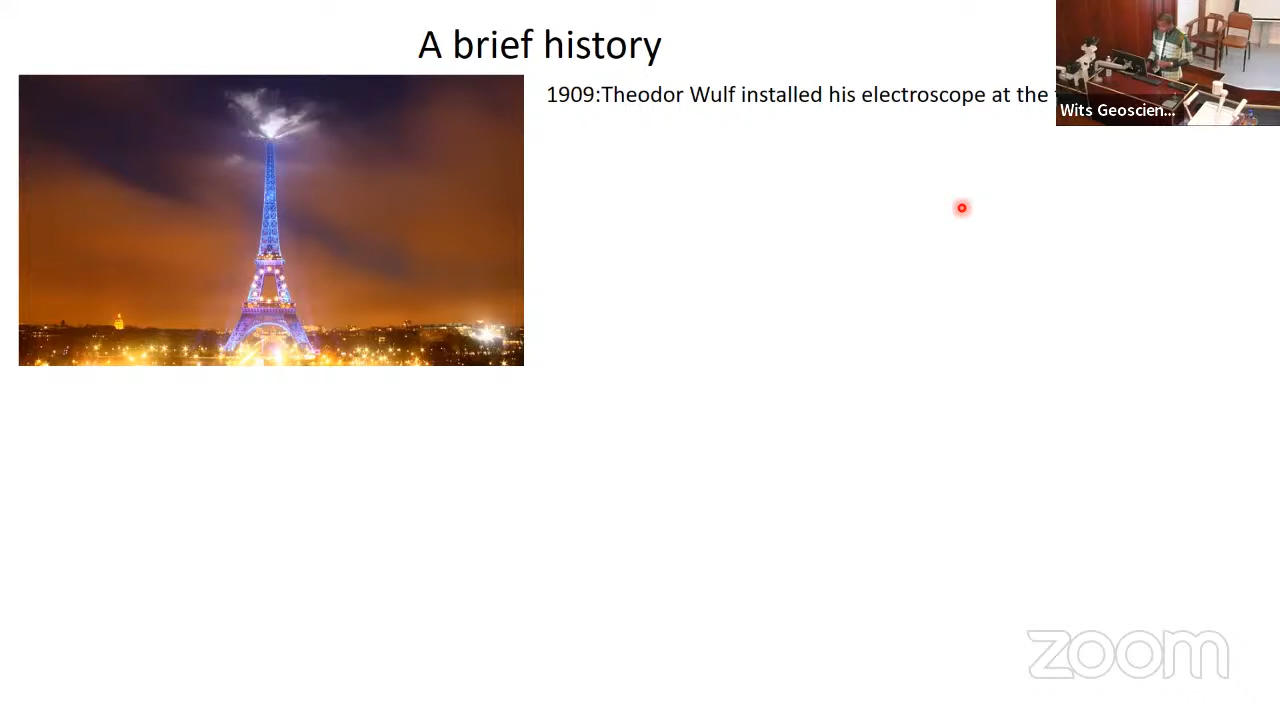 A brief history
1909:Theodor Wulf installed his electroscope at the
Wits Geoscien...
zoom